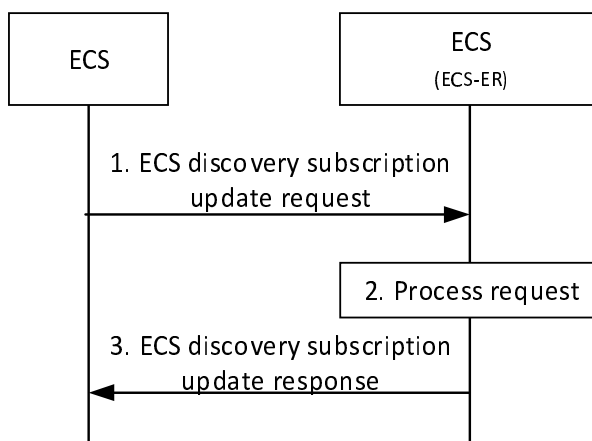 ECS
ECS
(ECS-ER)
1. ECS discovery subscription
update request
2. Process request
3. ECS discovery subscription
update response